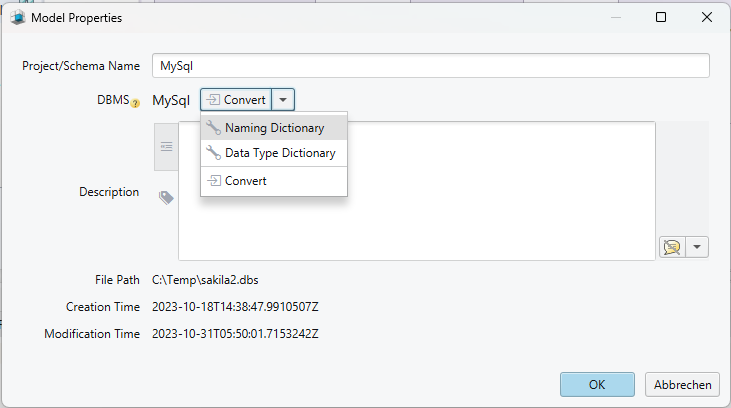 Model Properties
Project/Schema Name MySql
DBMS MySql Convert
Naming Dictionary
Data Type Dictionary
Convert
Description
File Path C:\Temp\sakila2.dbs
Creation Time 2023-10-18T14:38:47.9910507Z
Modification Time 2023-10-31T05:50:01.7153242Z
OK Abbrechen